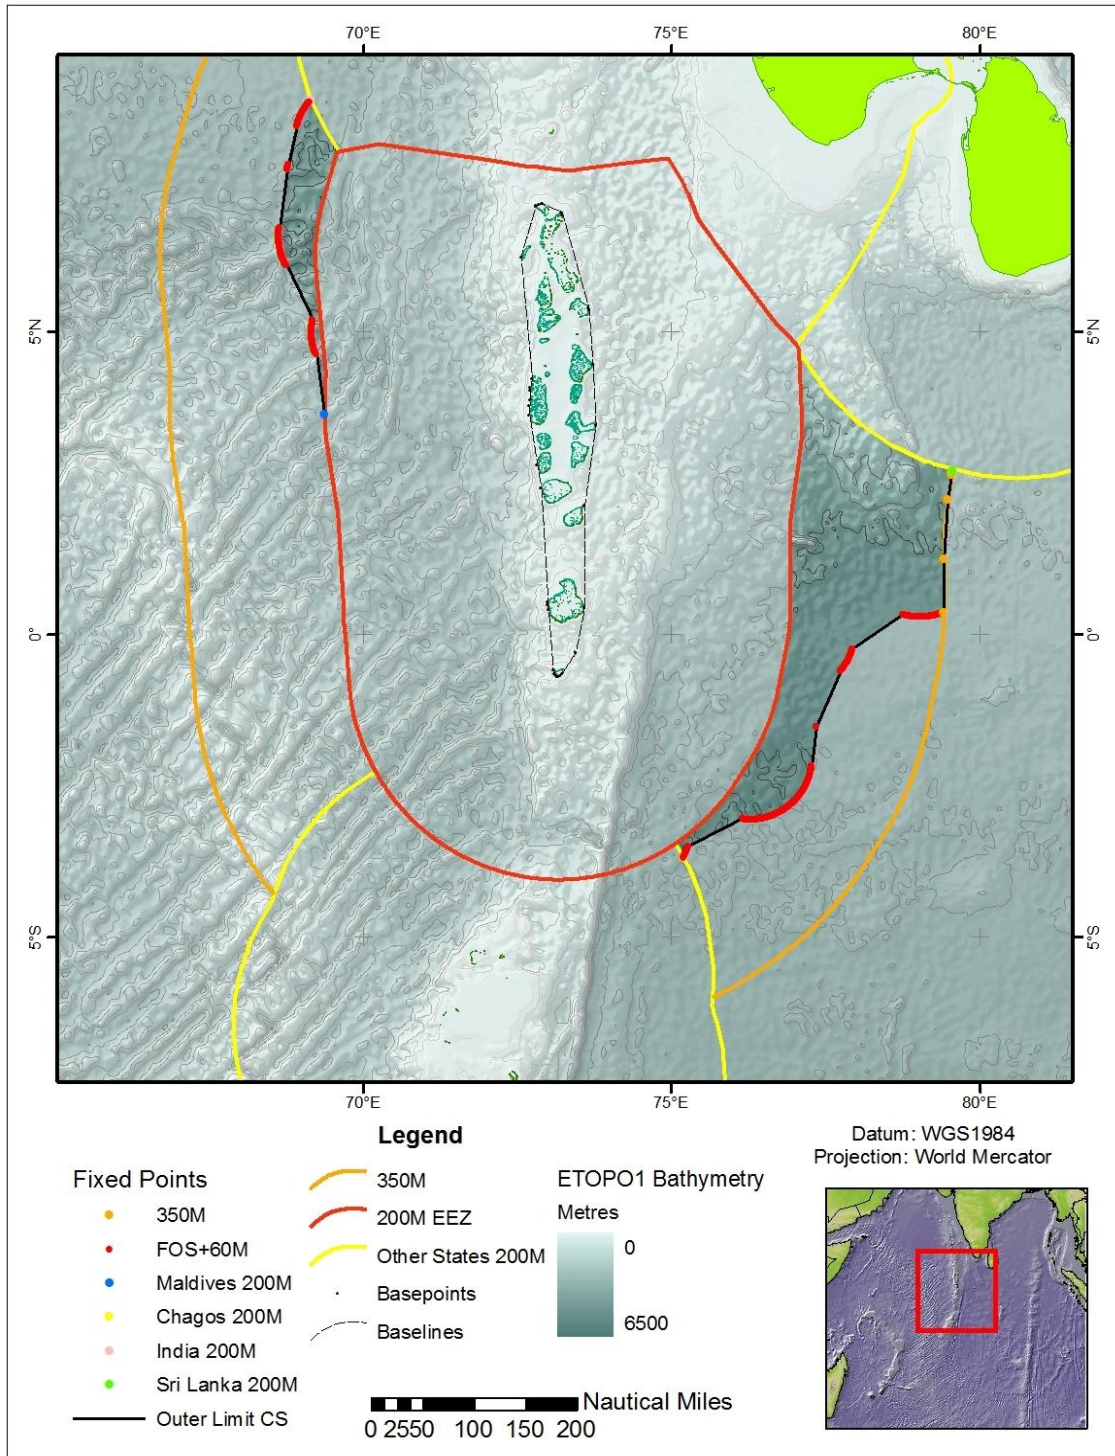 70°E 75°E 80°E
5°N 5°N
0° 0°
5°S 5°S
70°E 75°E 80°E
Legend
Datum: WGS1984
Projection: World Mercator
Fixed Points
350M
FOS+60M
Maldives 200M
Chagos 200M
India 200M
Sri Lanka 200M
Outer Limit CS
350M
200M EEZ
Other States 200M
Basepoints
Baselines
ETOPO1 Bathymetry
Metres
0
6500
Nautical Miles
0 25 50 100 150 200